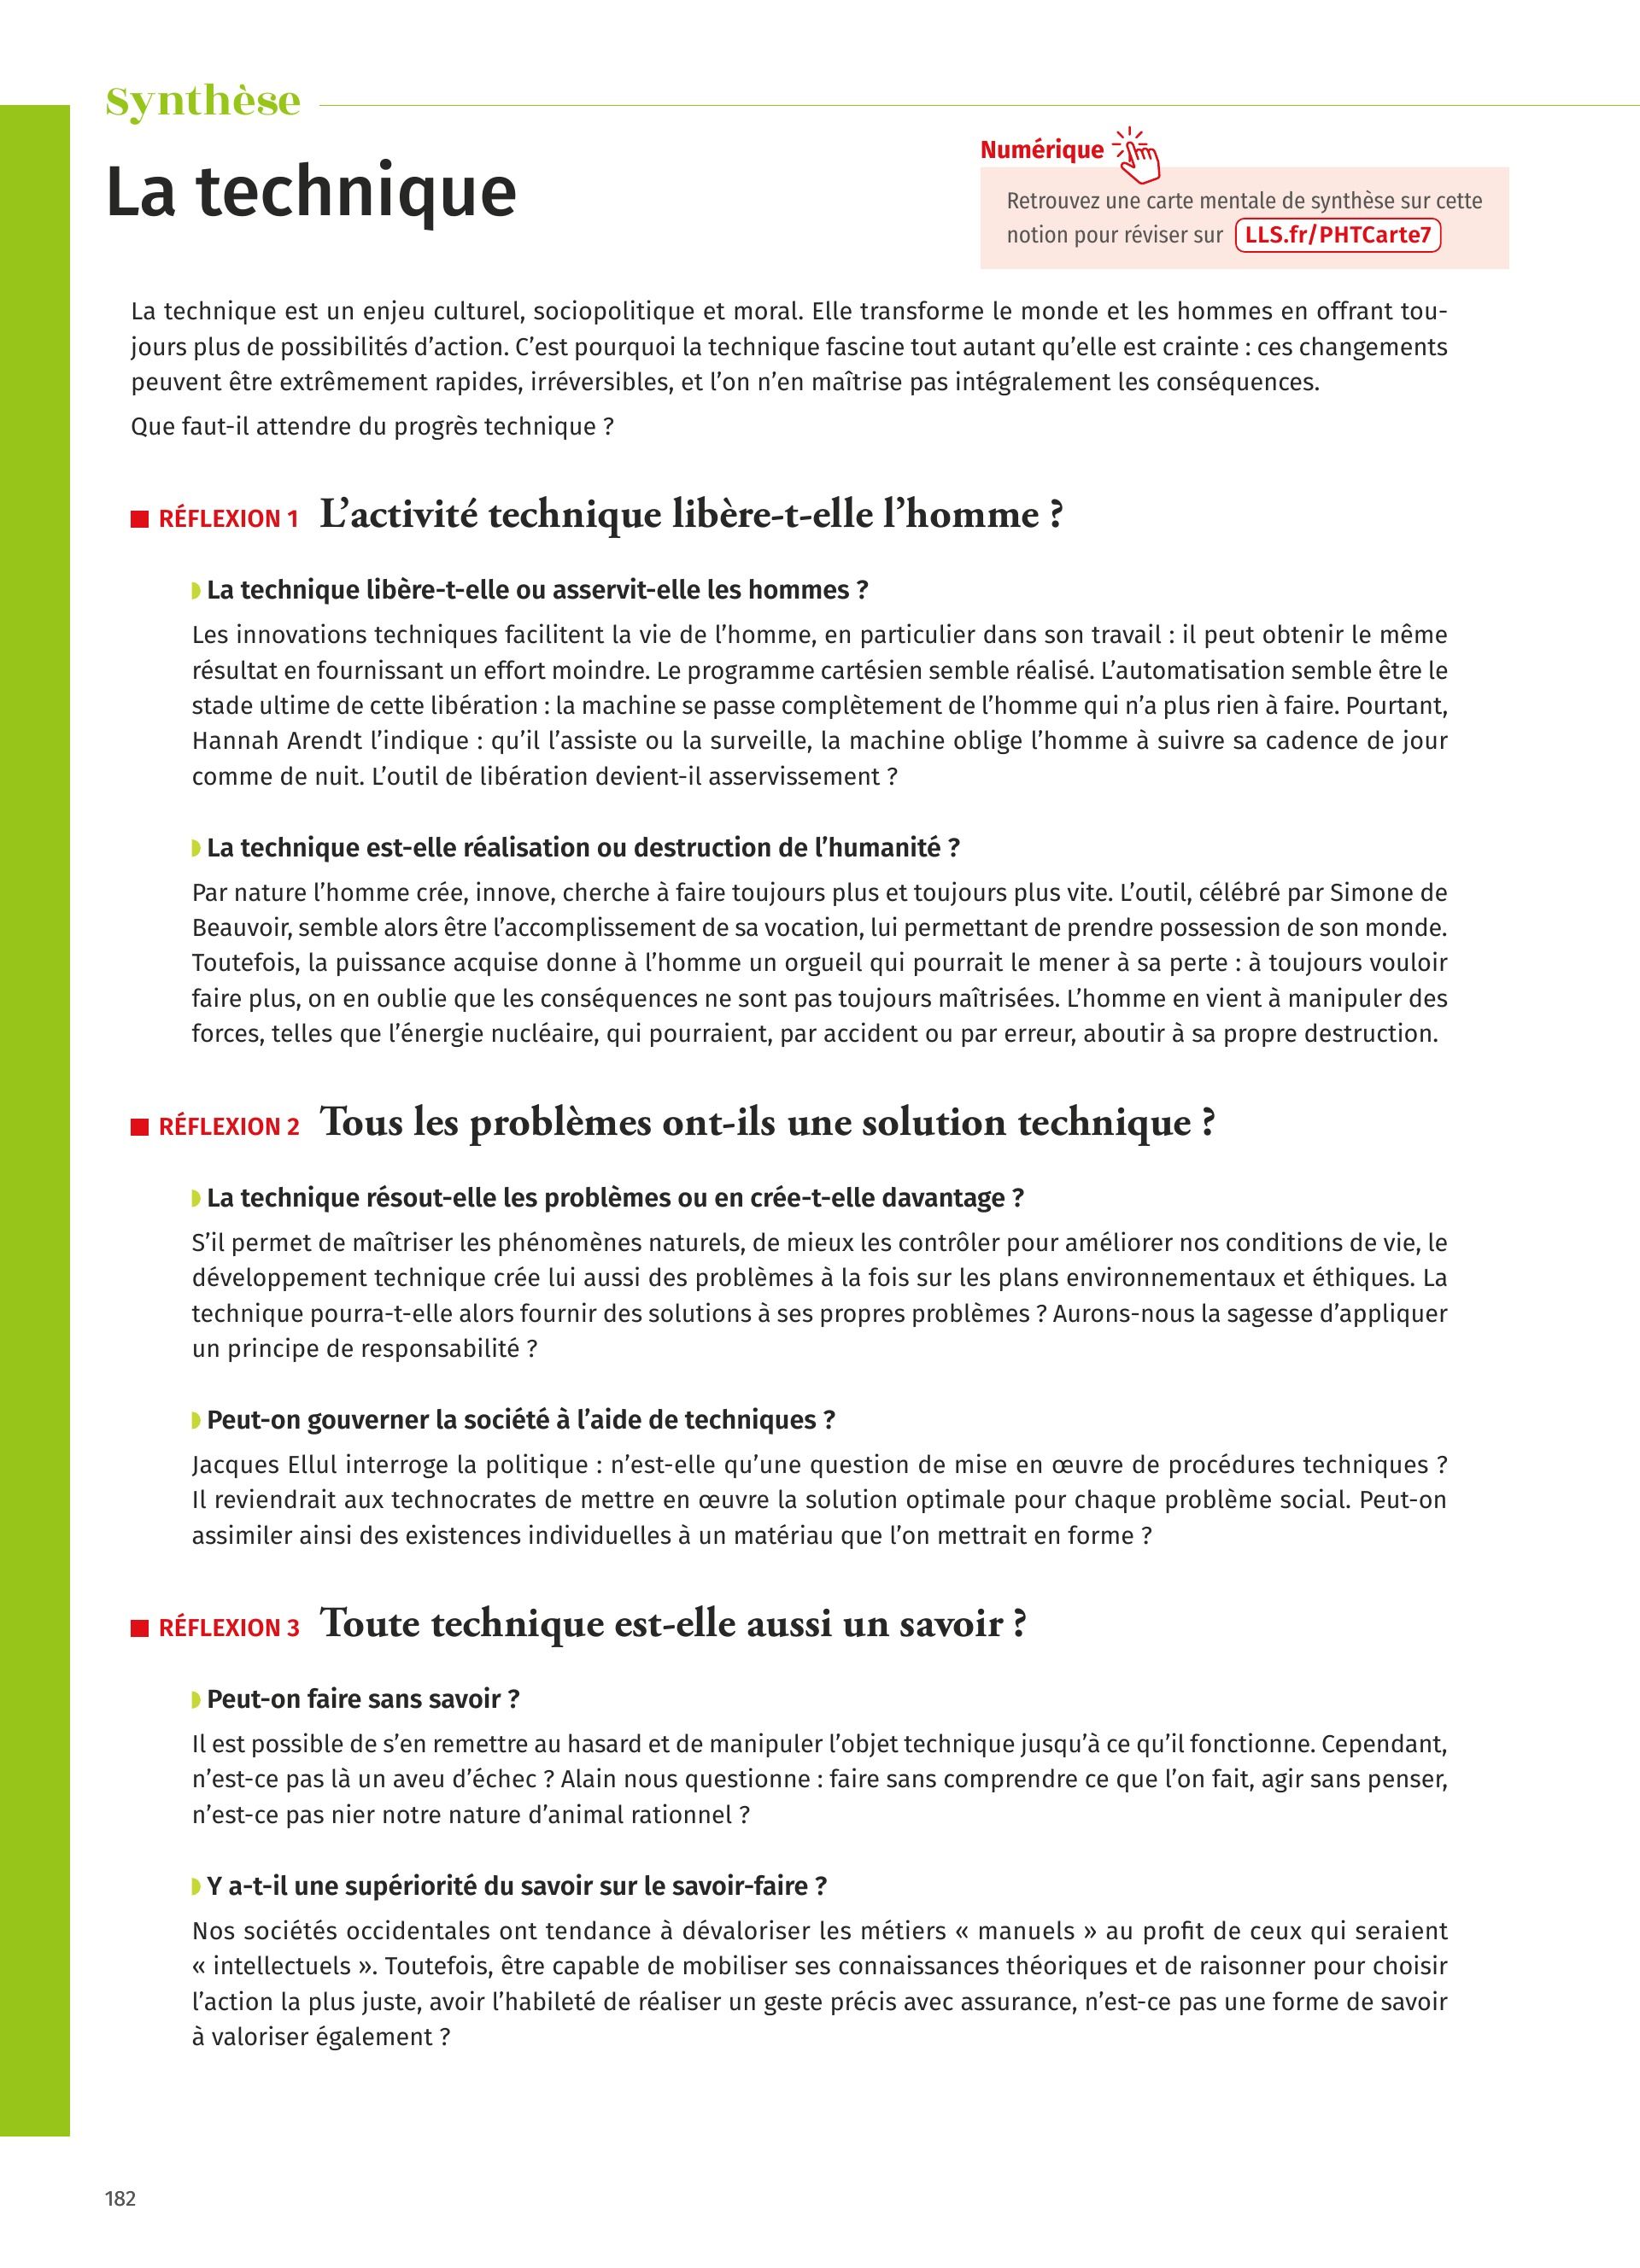 Synthèse
La technique
Numérique
Retrouvez une carte mentale de synthèse sur cette
notion pour réviser sur LLS.fr/PHTCarte7
La technique est un enjeu culturel, sociopolitique et moral. Elle transforme le monde et les hommes en offrant tou-
jours plus de possibilités d’action. C’est pourquoi la technique fascine tout autant qu’elle est crainte : ces changements
peuvent être extrêmement rapides, irréversibles, et l’on n’en maîtrise pas intégralement les conséquences.
Que faut-il attendre du progrès technique ?
RÉFLEXION 1 L’activité technique libère-t-elle l’homme ?
La technique libère-t-elle ou asservit-elle les hommes ?
Les innovations techniques facilitent la vie de l’homme, en particulier dans son travail : il peut obtenir le même
résultat en fournissant un effort moindre. Le programme cartésien semble réalisé. L’automatisation semble être le
stade ultime de cette libération : la machine se passe complètement de l’homme qui n’a plus rien à faire. Pourtant,
Hannah Arendt l’indique : qu’il l’assiste ou la surveille, la machine oblige l’homme à suivre sa cadence de jour
comme de nuit. L’outil de libération devient-il asservissement ?
La technique est-elle réalisation ou destruction de l’humanité ?
Par nature l’homme crée, innove, cherche à faire toujours plus et toujours plus vite. L’outil, célébré par Simone de
Beauvoir, semble alors être l’accomplissement de sa vocation, lui permettant de prendre possession de son monde.
Toutefois, la puissance acquise donne à l’homme un orgueil qui pourrait le mener à sa perte : à toujours vouloir
faire plus, on en oublie que les conséquences ne sont pas toujours maîtrisées. L’homme en vient à manipuler des
forces, telles que l’énergie nucléaire, qui pourraient, par accident ou par erreur, aboutir à sa propre destruction.
RÉFLEXION 2 Tous les problèmes ont-ils une solution technique ?
La technique résout-elle les problèmes ou en crée-t-elle davantage ?
S’il permet de maîtriser les phénomènes naturels, de mieux les contrôler pour améliorer nos conditions de vie, le
développement technique crée lui aussi des problèmes à la fois sur les plans environnementaux et éthiques. La
technique pourra-t-elle alors fournir des solutions à ses propres problèmes ? Aurons-nous la sagesse d’appliquer
un principe de responsabilité ?
Peut-on gouverner la société à l’aide de techniques ?
Jacques Ellul interroge la politique : n’est-elle qu’une question de mise en œuvre de procédures techniques ?
Il reviendrait aux technocrates de mettre en œuvre la solution optimale pour chaque problème social. Peut-on
assimiler ainsi des existences individuelles à un matériau que l’on mettrait en forme ?
RÉFLEXION 3 Toute technique est-elle aussi un savoir ?
Peut-on faire sans savoir ?
Il est possible de s’en remettre au hasard et de manipuler l’objet technique jusqu’à ce qu’il fonctionne. Cependant,
n’est-ce pas là un aveu d’échec ? Alain nous questionne : faire sans comprendre ce que l’on fait, agir sans penser,
n’est-ce pas nier notre nature d’animal rationnel ?
Y a-t-il une supériorité du savoir sur le savoir-faire ?
Nos sociétés occidentales ont tendance à dévaloriser les métiers « manuels » au profit de ceux qui seraient
« intellectuels ». Toutefois, être capable de mobiliser ses connaissances théoriques et de raisonner pour choisir
l’action la plus juste, avoir l’habileté de réaliser un geste précis avec assurance, n’est-ce pas une forme de savoir
à valoriser également ?
182